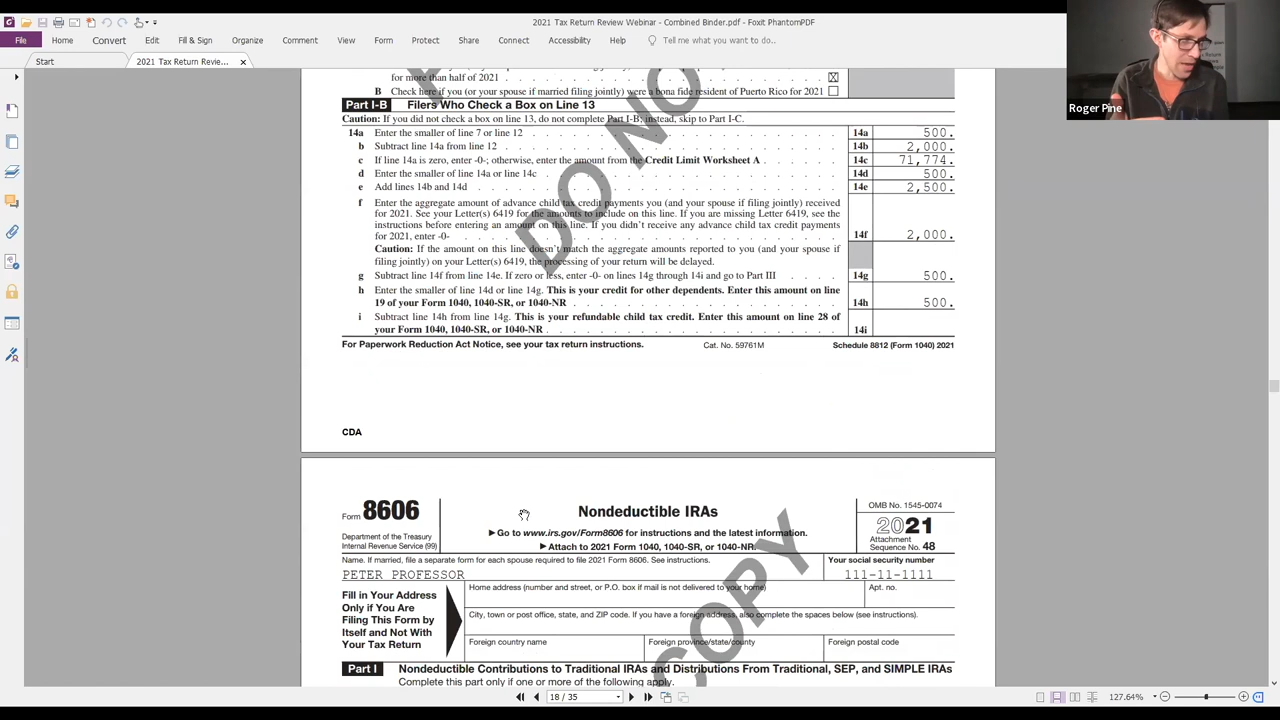 2021 Tax Return Review Webinar - Combined Binder.pdf - Foxit PhantomPDF
File Home Convert Edit Fill & Sign Organize Comment View Form Protect Share Connect Accessibility Help Tell me what you want to do...
Start 2021 Tax Return Revie...
Roger Pine
for more than half of 2021 X
B Check here if you (or your spouse if married filing jointly) were a bona fide resident of Puerto Rico for 2021
Part I-B Filers Who Check a Box on Line 13
Caution: If you did not check a box on line 13, do not complete Part I-B; instead, skip to Part I-C.
14a Enter the smaller of line 7 or line 12 14a 500.
b Subtract line 14a from line 12 14b 2,000.
c If line 14a is zero, enter -0-; otherwise, enter the amount from the Credit Limit Worksheet A 14c 71,774.
d Enter the smaller of line 14a or line 14c 14d 500.
e Add lines 14b and 14d 14e 2,500.
f Enter the aggregate amount of advance child tax credit payments you (and your spouse if filing jointly) received
for 2021. See your Letter(s) 6419 for the amounts to include on this line. If you are missing Letter 6419, see the
instructions before entering an amount on this line. If you didn't receive any advance child tax credit payments
for 2021, enter -0- 14f 2,000.
Caution: If the amount on this line doesn't match the aggregate amounts reported to you (and your spouse if
filing jointly) on your Letter(s) 6419, the processing of your return will be delayed.
g Subtract line 14f from line 14e. If zero or less, enter -0- on lines 14g through 14i and go to Part III 14g 500.
h Enter the smaller of line 14d or line 14g. This is your credit for other dependents. Enter this amount on line
19 of your Form 1040, 1040-SR, or 1040-NR 14h 500.
i Subtract line 14h from line 14g. This is your refundable child tax credit. Enter this amount on line 28 of
your Form 1040, 1040-SR, or 1040-NR 14i
For Paperwork Reduction Act Notice, see your tax return instructions. Cat. No. 59761M Schedule 8812 (Form 1040) 2021
DO NO
CDA
Form 8606 Nondeductible IRAs OMB No. 1545-0074
2021
Department of the Treasury
Internal Revenue Service (99)
►Go to www.irs.gov/Form8606 for instructions and the latest information.
►Attach to 2021 Form 1040, 1040-SR, or 1040-NR.
Attachment
Sequence No. 48
Name. If married, file a separate form for each spouse required to file 2021 Form 8606. See instructions. Your social security number
PETER PROFESSOR 111-11-1111
Fill in Your Address
Only if You Are
Filing This Form by
Itself and Not With
Your Tax Return
Home address (number and street, or P.O. box if mail is not delivered to your home) Apt. no.
City, town or post office, state, and ZIP code. If you have a foreign address, also complete the spaces below (see instructions).
Foreign country name Foreign province/state/county Foreign postal code
COPY
Part I Nondeductible Contributions to Traditional IRAs and Distributions From Traditional, SEP, and SIMPLE IRAs
Complete this part only if one or more of the following apply.
18 / 35 127.64%